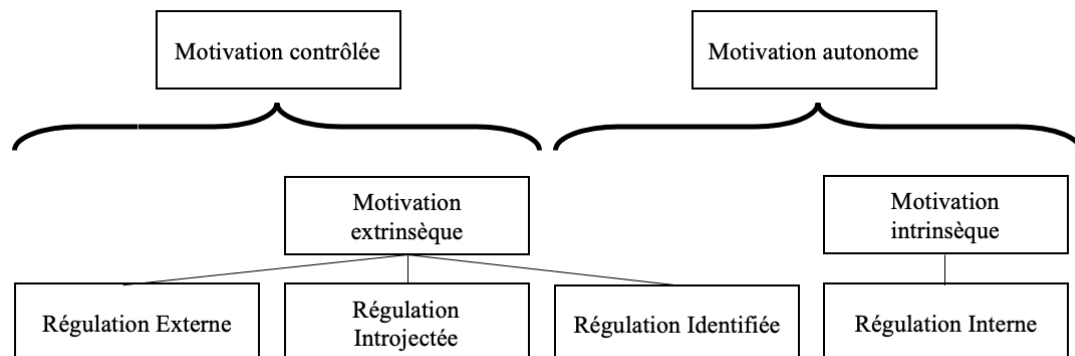 Motivation contrôlée
Motivation autonome
Motivation
extrinsèque
Motivation
intrinsèque
Régulation Externe
Régulation
Introjectée
Régulation Identifiée
Régulation Interne